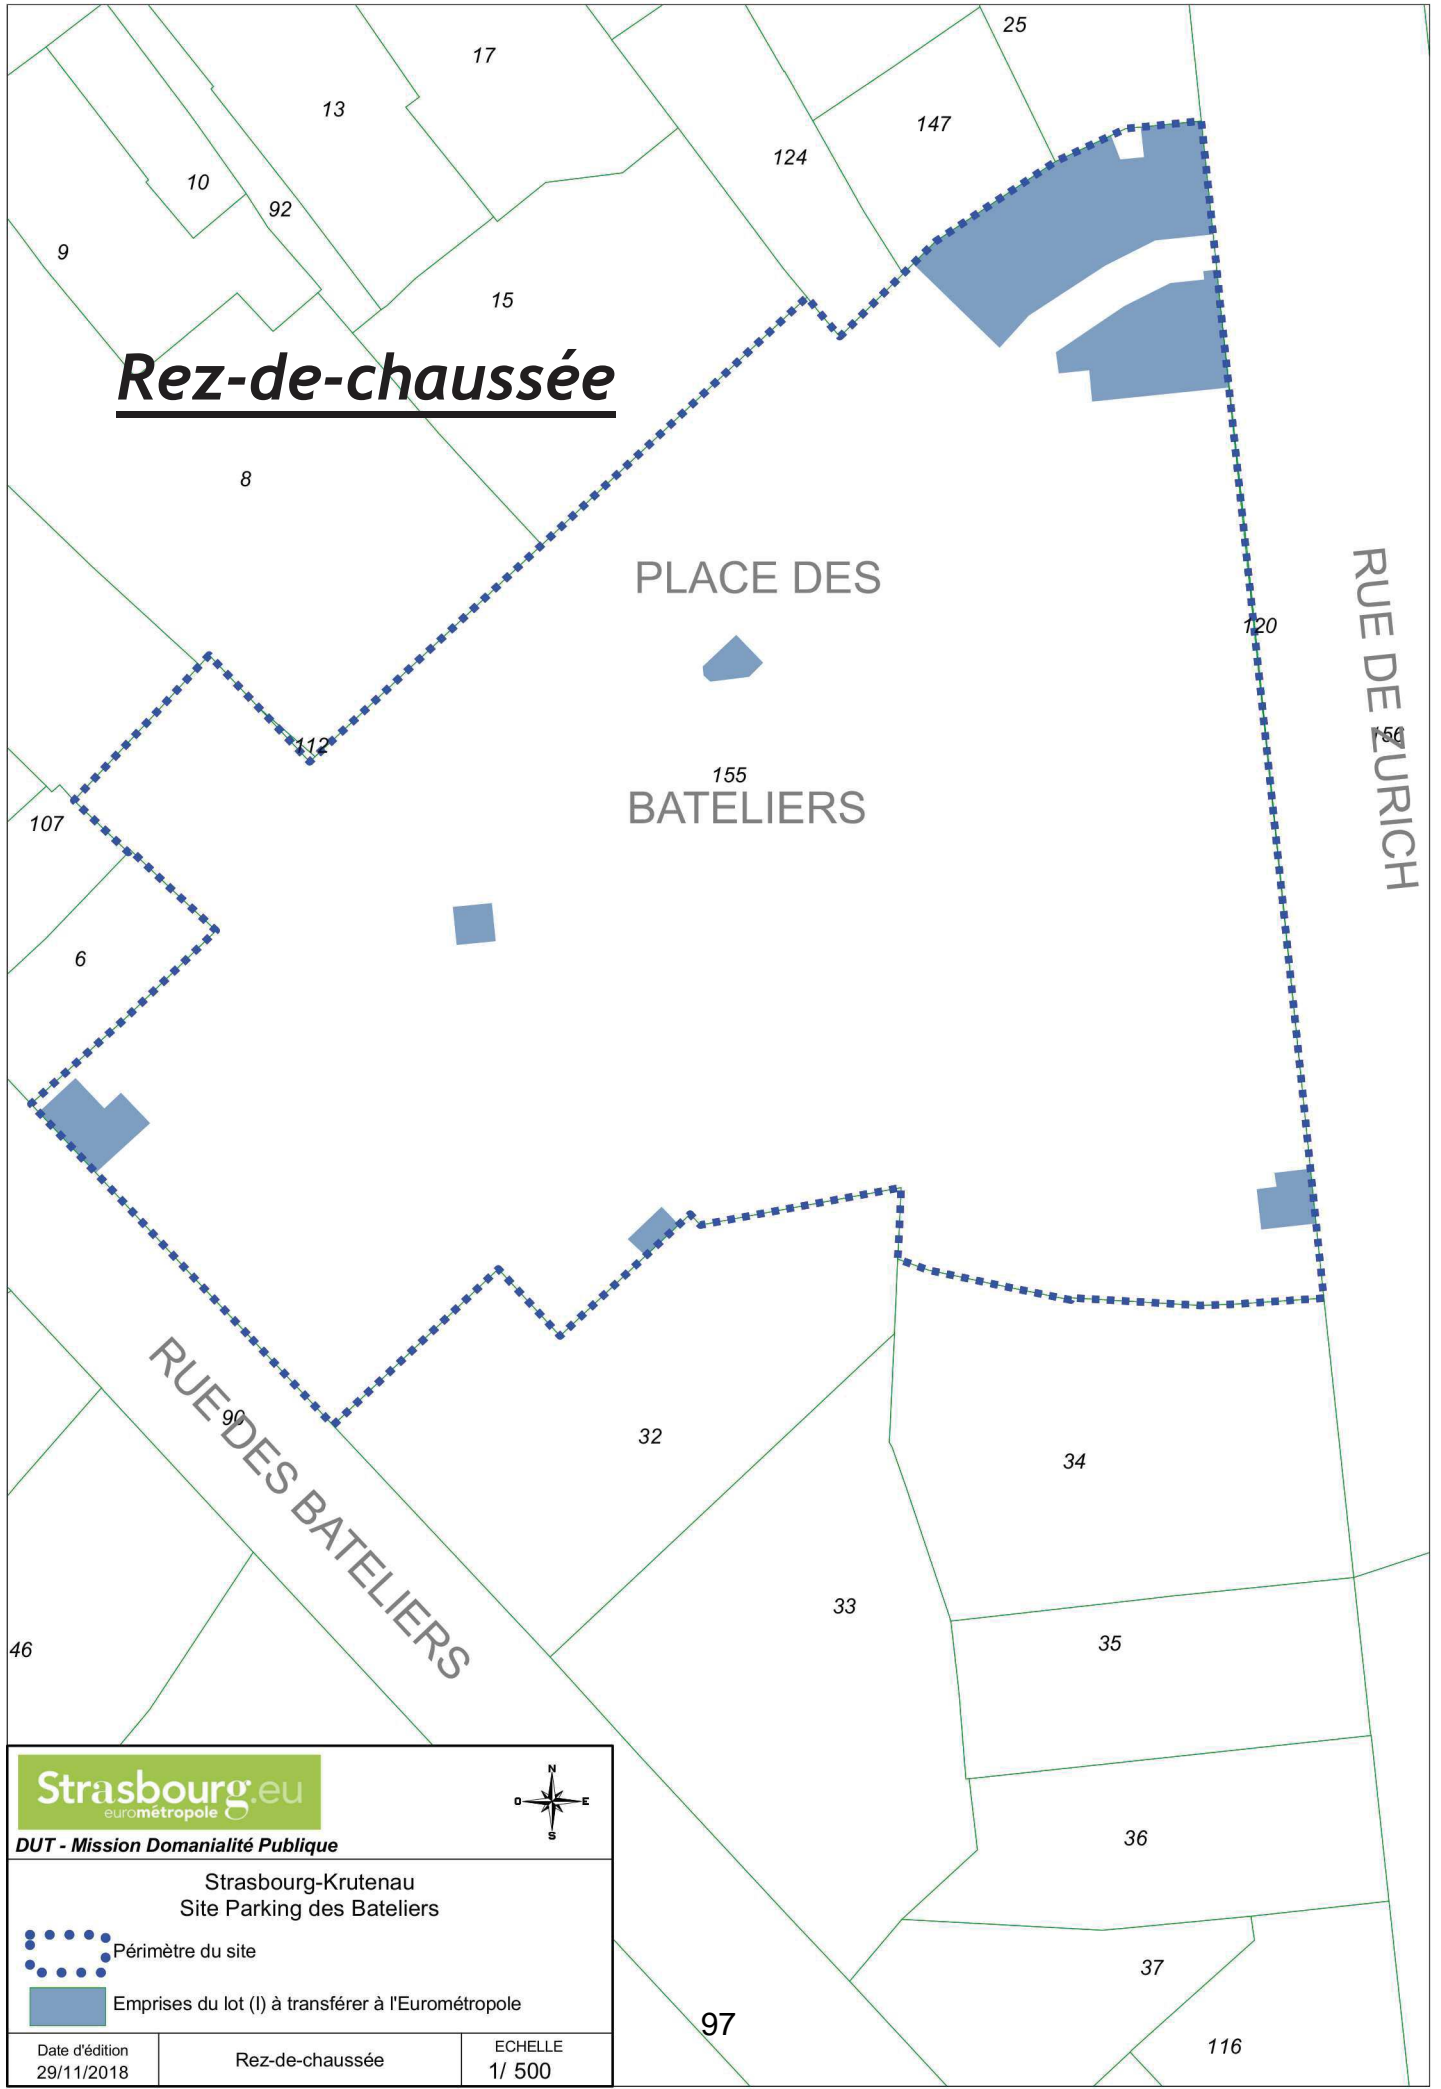 25
17
13
147
124
10
92
9
15
Rez-de-chaussée
8
PLACE DES
120
RUE DE ZURICH
156
112
155
BATELIERS
107
6
90
RUE DES BATELIERS
32
34
33
35
46
36
37
97
116
Strasbourg.eu
eurométropole
N
O E
S
DUT - Mission Domanialité Publique
Strasbourg-Krutenau
Site Parking des Bateliers
Périmètre du site
Emprises du lot (I) à transférer à l'Eurométropole
Date d'édition
29/11/2018
Rez-de-chaussée
ECHELLE
1/ 500